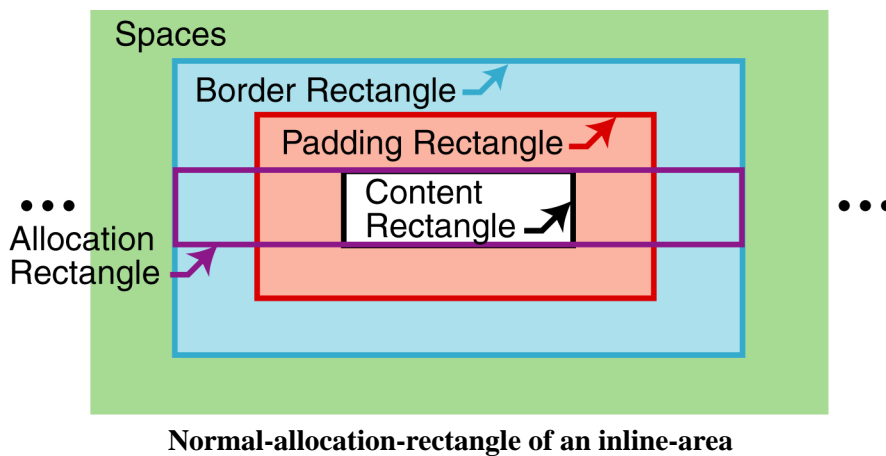 Spaces
Border Rectangle
Padding Rectangle
Content
Rectangle
Allocation
Rectangle
Normal-allocation-rectangle of an inline-area